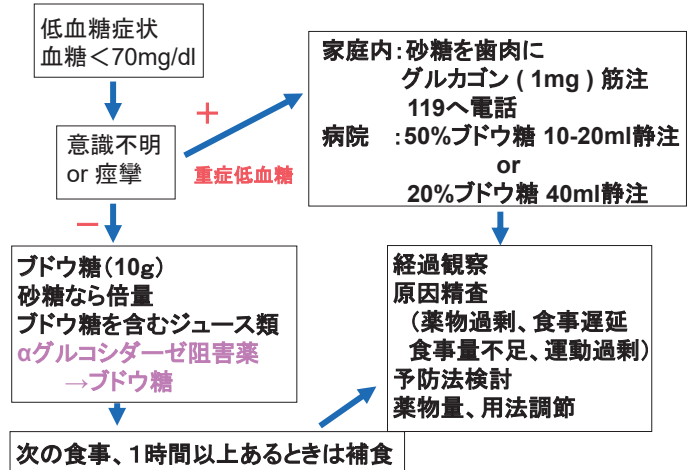 低血糖症状
血糖＜70mg/dl
＋
意識不明
or 痙攣
重症低血糖
家庭内：砂糖を歯肉に
グルカゴン ( 1mg ) 筋注
119へ電話
病院　：50%ブドウ糖 10-20ml静注
or
20%ブドウ糖 40ml静注
－
ブドウ糖（10g）
砂糖なら倍量
ブドウ糖を含むジュース類
αグルコシダーゼ阻害薬
→ブドウ糖
経過観察
原因精査
（薬物過剰、食事遅延
食事量不足、運動過剰）
予防法検討
薬物量、用法調節
次の食事、１時間以上あるときは補食